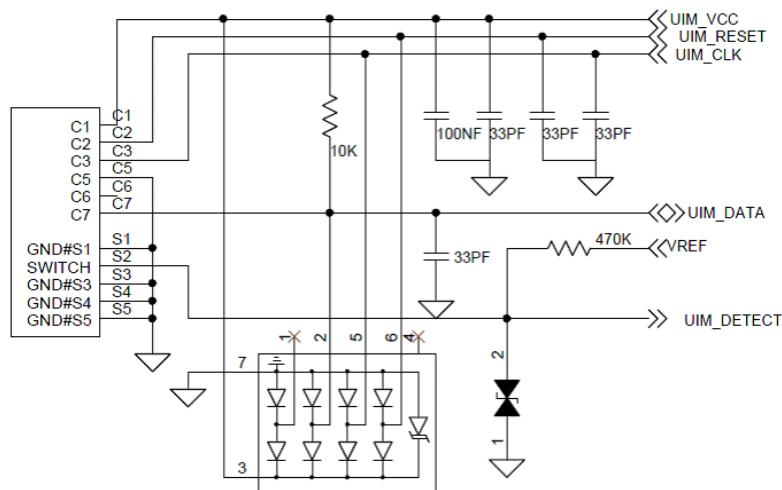 UIM_VCC
UIM_RESET
UIM_CLK
C1 C1
C2 C2
C3 C3
C5 C5
C6 C6
C7 C7
10K
100NF 33PF 33PF 33PF
UIM_DATA
GND#S1 S1
SWITCH S2
GND#S3 S3
GND#S4 S4
GND#S5 S5
33PF
470K VREF
UIM_DETECT
1 2 5 6 4
7
3
2
1